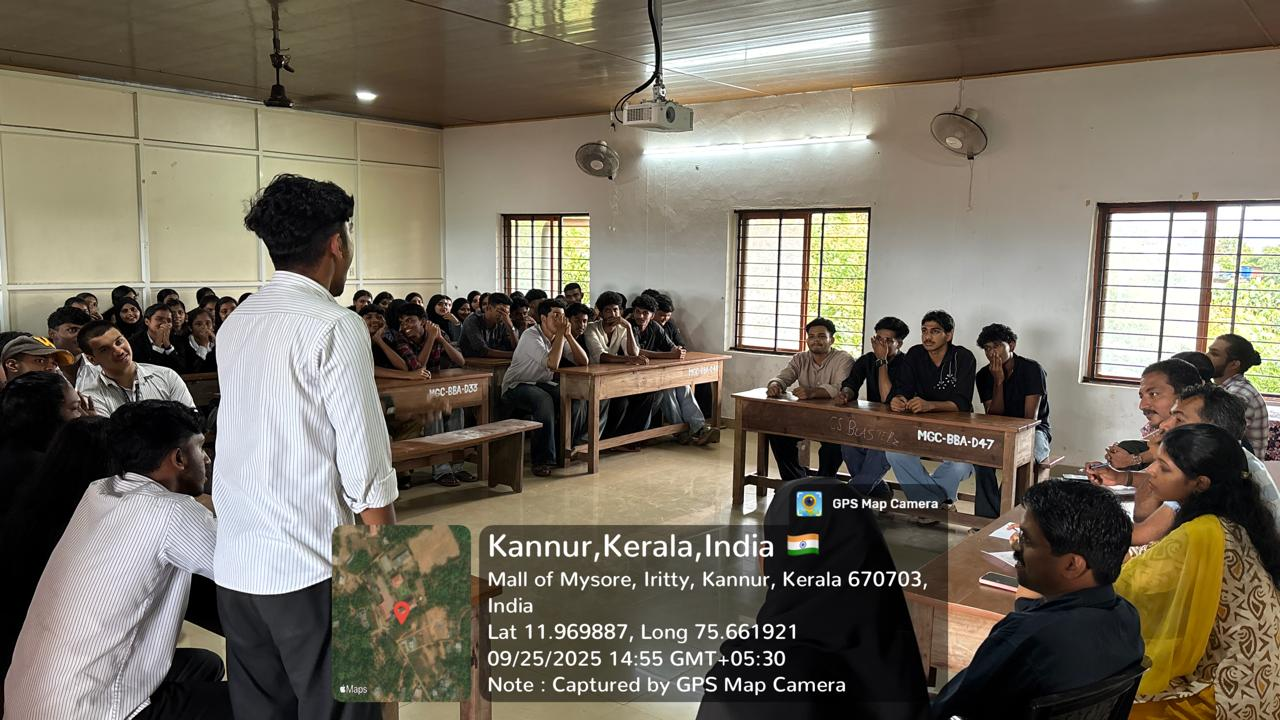 MGC-BBA-D33
MGC-BBA-D47
GPS Map Camera
Kannur,Kerala,India
Mall of Mysore, Iritty, Kannur, Kerala 670703,
India
Lat 11.969887, Long 75.661921
09/25/2025 14:55 GMT+05:30
Note : Captured by GPS Map Camera
Maps